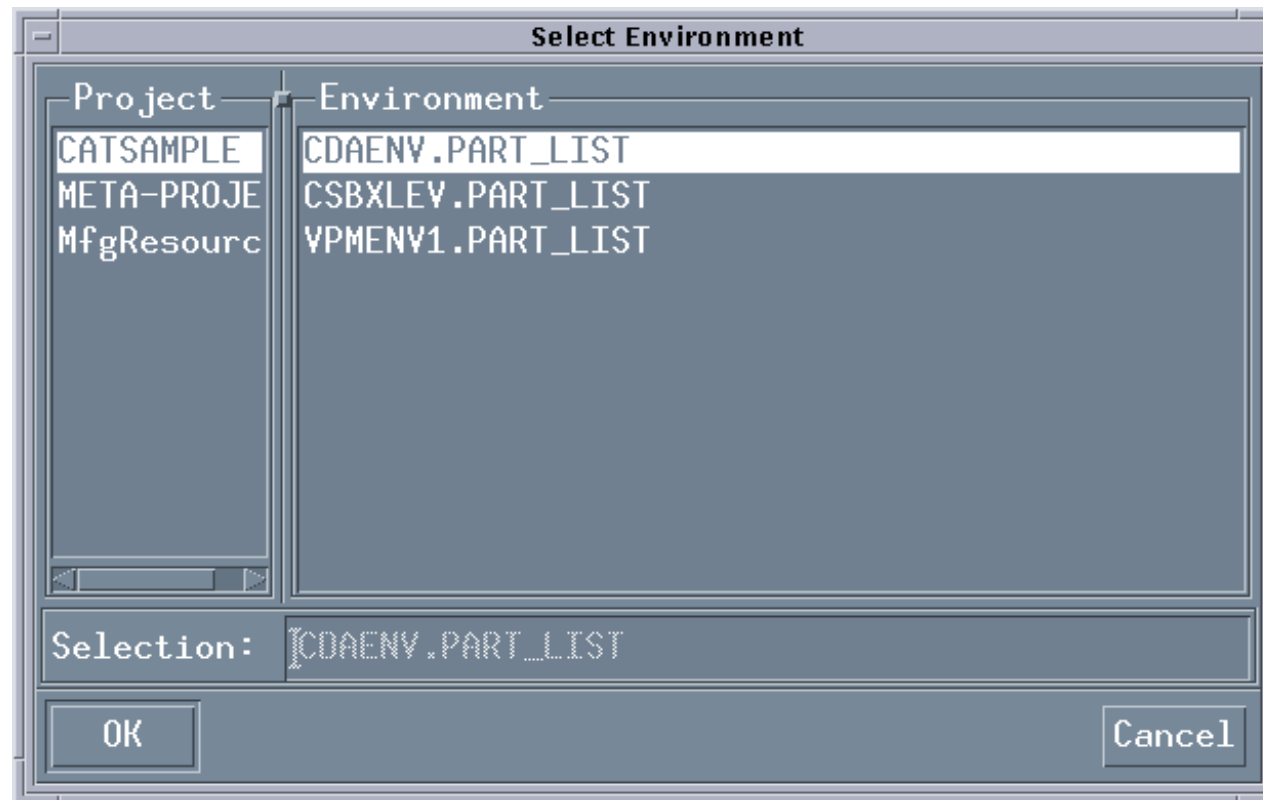 Select Environment
Project
CATSAMPLE
META-PROJE
MfgResourc
Environment
CDAENV.PART_LIST
CSBXLEV.PART_LIST
VPMENV1.PART_LIST
Selection: CDAENV.PART_LIST
OK Cancel